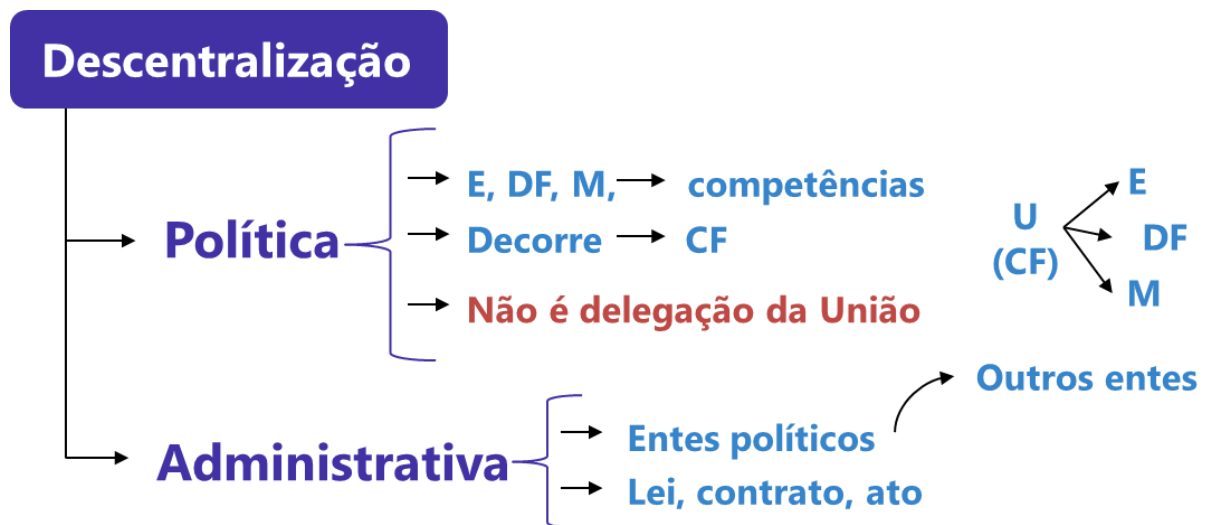 Descentralização
Política
E, DF, M,
competências
Decorre
CF
Não é delegação da União
U
(CF)
E
DF
M
Administrativa
Entes políticos
Outros entes
Lei, contrato, ato